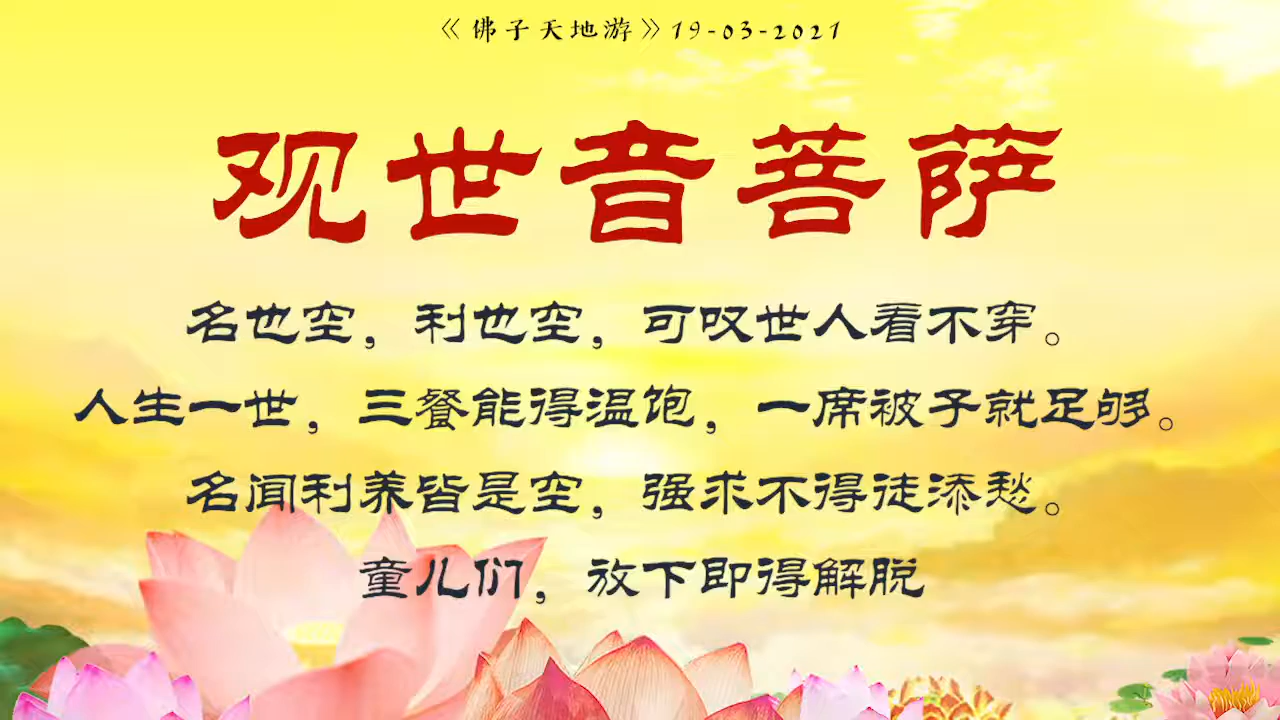 《佛子天地游》19-03-2021
观世音菩萨
名也空，利也空，可叹世人看不穿。
人生一世，三餐能得温饱，一席被子就足够。
名闻利养皆是空，强求不得徒添愁。
童儿们，放下即得解脱